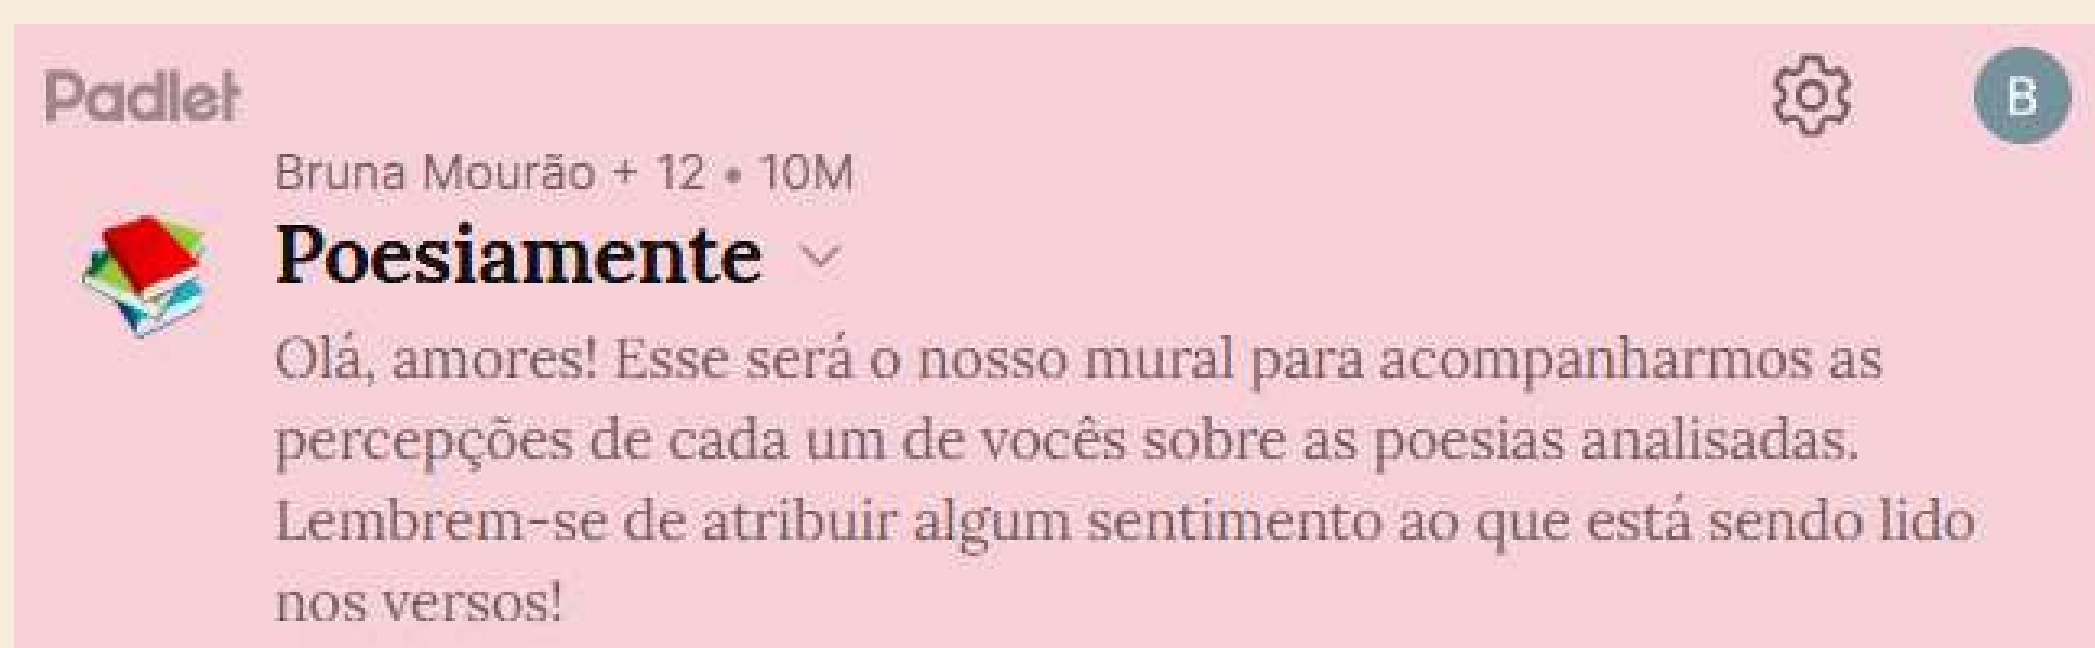 Padlet
B
Bruna Mourão + 12 • 10M
Poesiamente
Olá, amores! Esse será o nosso mural para acompanharmos as
percepções de cada um de vocês sobre as poesias analisadas.
Lembrem-se de atribuir algum sentimento ao que está sendo lido
nos versos!